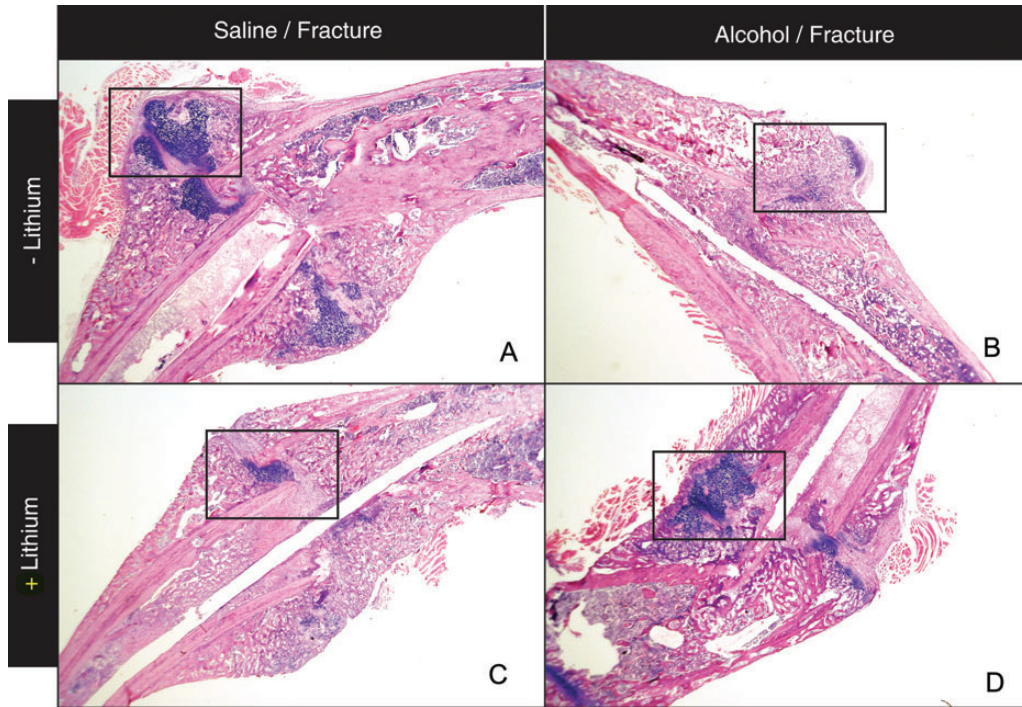 Saline / Fracture
Alcohol / Fracture
- Lithium
A
B
+ Lithium
C
D